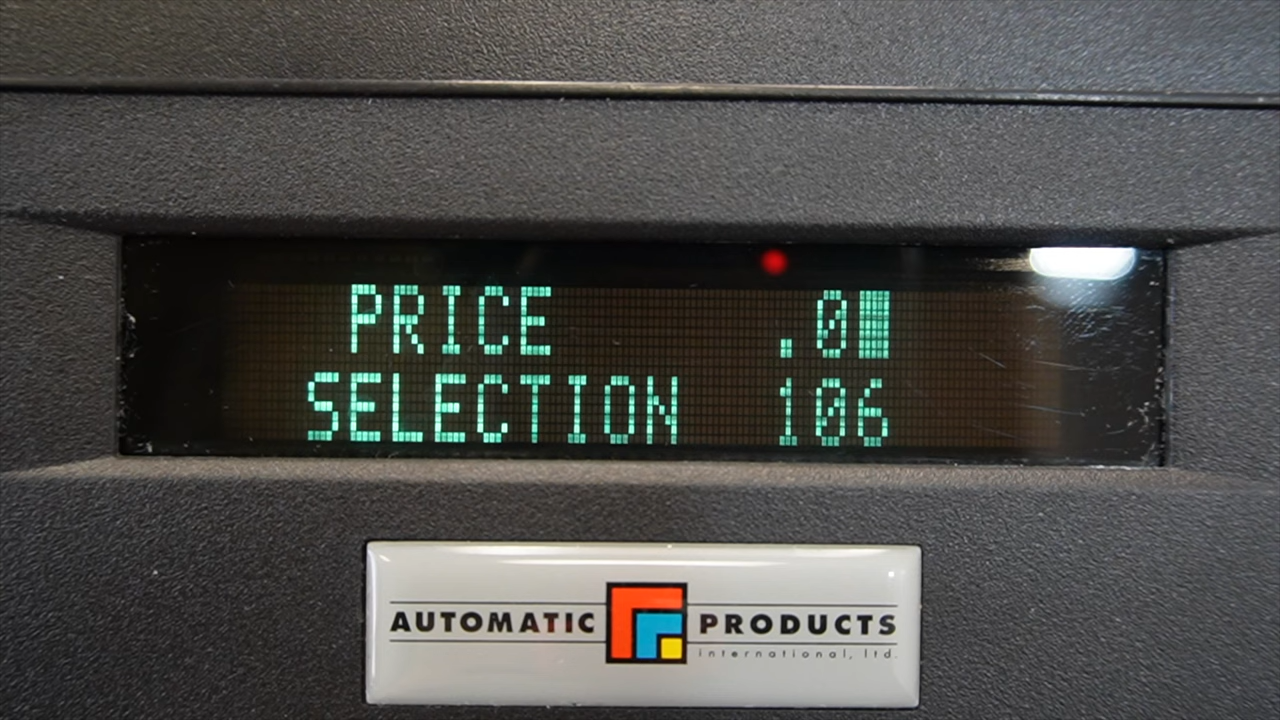 PRICE .0
SELECTION 106
AUTOMATIC PRODUCTS
international, ltd.